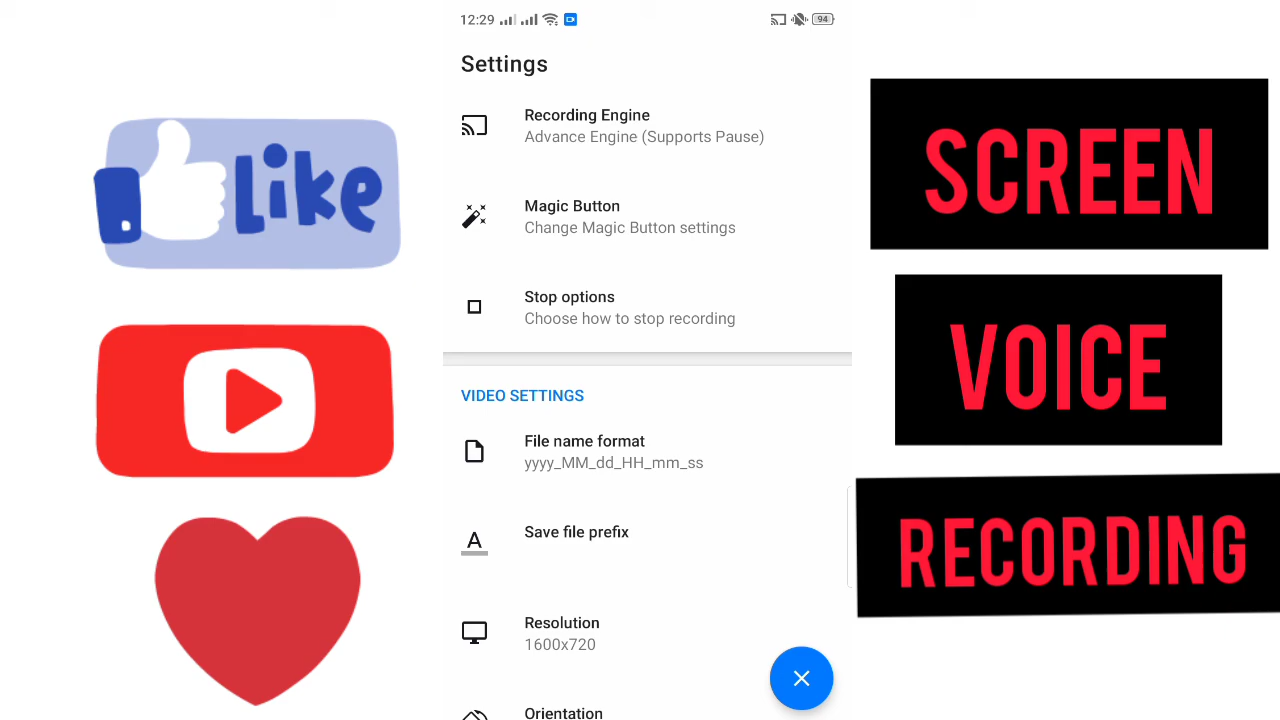 Like
12:29
94
Settings
Recording Engine
Advance Engine (Supports Pause)
Magic Button
Change Magic Button settings
Stop options
Choose how to stop recording
VIDEO SETTINGS
File name format
yyyy_MM_dd_HH_mm_ss
A
Save file prefix
Resolution
1600x720
Orientation
SCREEN
VOICE
RECORDING